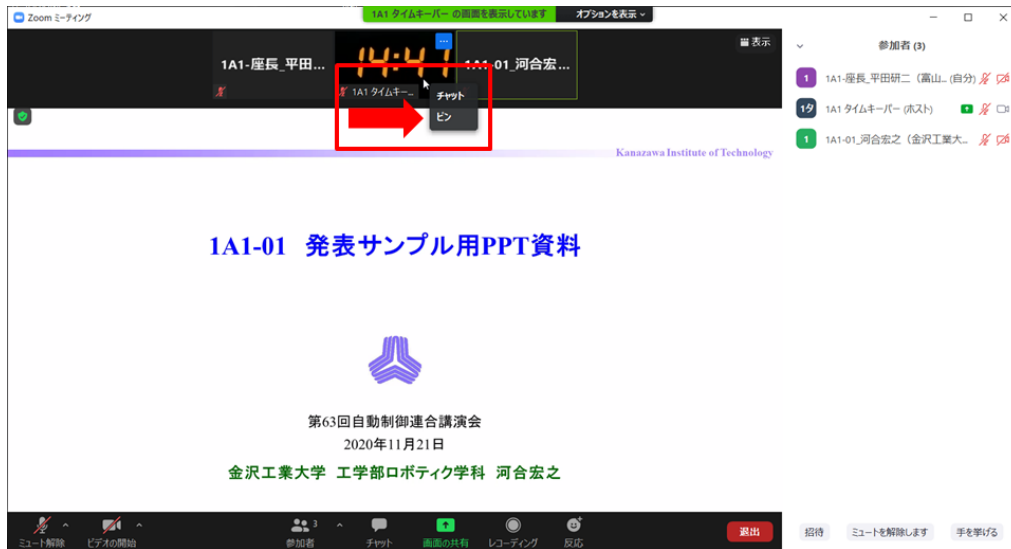 Zoom ミーティング
1A1 タイムキーパー の画面を表示しています
オプションを表示
表示
1A1-座長_平田...
14:47
1A1-01_河合宏...
1A1 タイムキー...
チャット
ピン
Kanazawa Institute of Technology
1A1-01 発表サンプル用PPT資料
第63回自動制御連合講演会
2020年11月21日
金沢工業大学 工学部ロボティク学科 河合宏之
ミュート解除
ビデオの開始
3
参加者
チャット
画面の共有
レコーディング
反応
退出
参加者 (3)
1 1A1-座長_平田研二（富山... (自分)
1タ 1A1 タイムキーパー (ホスト)
1 1A1-01_河合宏之（金沢工業大...
招待
ミュートを解除します
手を挙げる